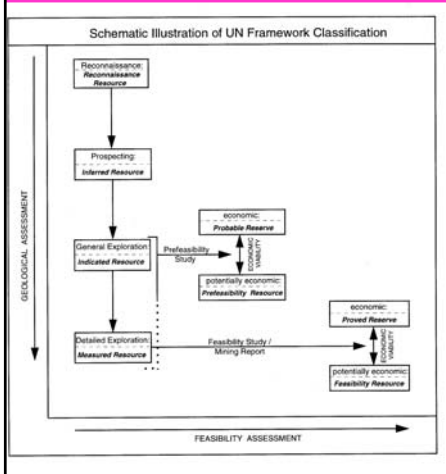 Schematic Illustration of UN Framework Classification
Reconnaissance:
Reconnaissance
Resource
Prospecting:
Inferred Resource
General Exploration:
Indicated Resource
Prefeasibility
Study
economic:
Probable Reserve
ECONOMIC
VIABILITY
potentially economic:
Prefeasibility Resource
Detailed Exploration:
Measured Resource
Feasibility Study /
Mining Report
economic:
Proved Reserve
ECONOMIC
VIABILITY
potentially economic:
Feasibility Resource
GEOLOGICAL ASSESSMENT
FEASIBILITY ASSESSMENT